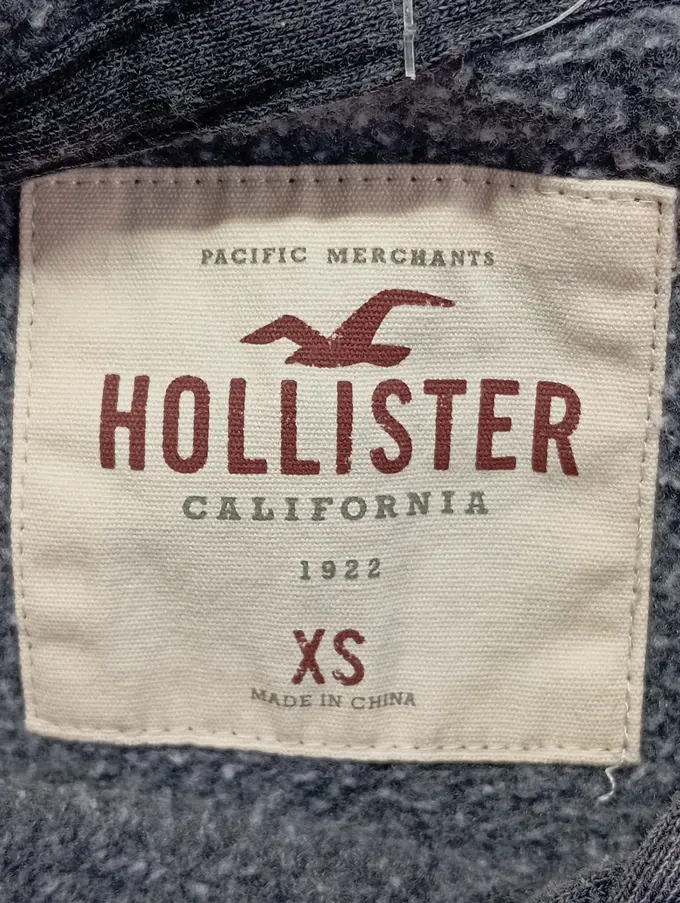 PACIFIC MERCHANTS
HOLLISTER
CALIFORNIA
1922
XS
MADE IN CHINA